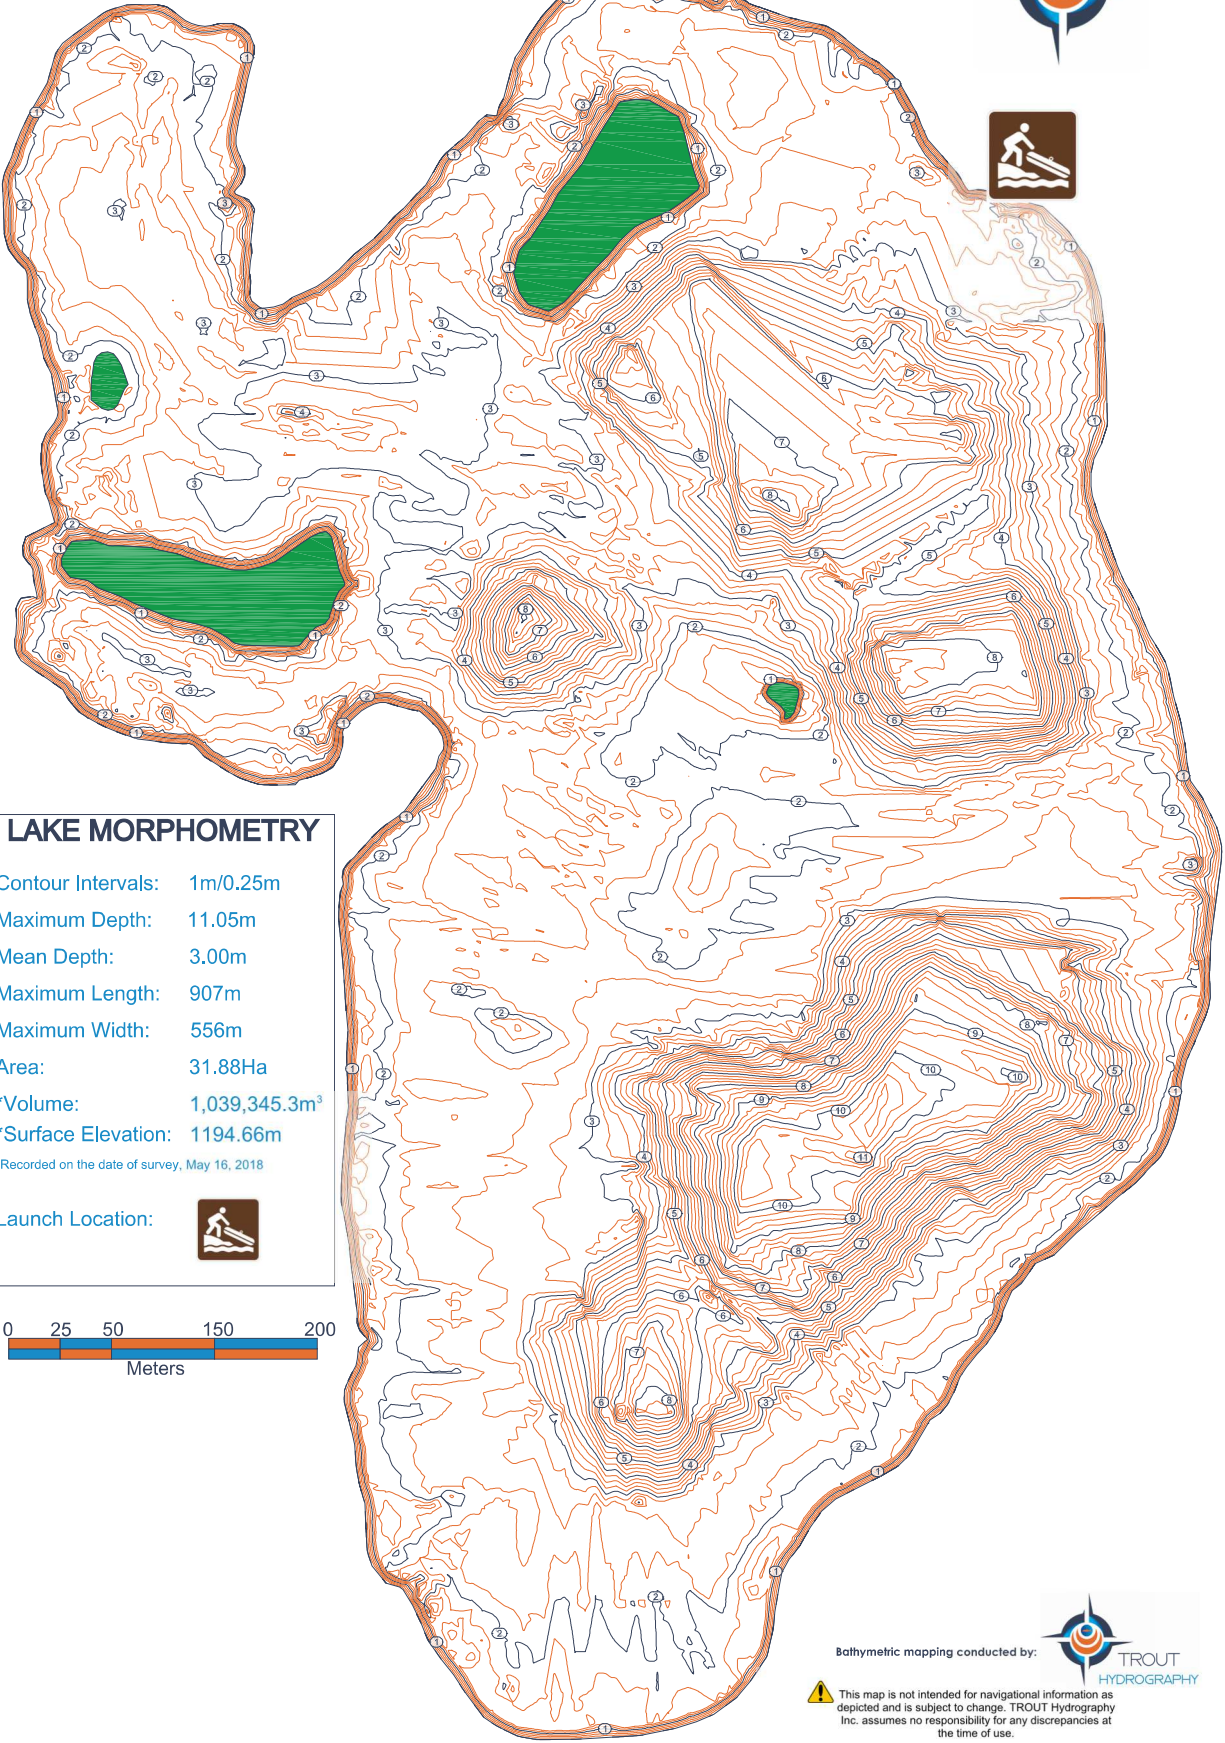 LAKE MORPHOMETRY
Contour Intervals: 1m/0.25m
Maximum Depth: 11.05m
Mean Depth: 3.00m
Maximum Length: 907m
Maximum Width: 556m
Area: 31.88Ha
*Volume: 1,039,345.3m³
*Surface Elevation: 1194.66m
Recorded on the date of survey, May 16, 2018
Launch Location:
0 25 50 150 200
Meters
Bathymetric mapping conducted by:
TROUT
HYDROGRAPHY
This map is not intended for navigational information as
depicted and is subject to change. TROUT Hydrography
Inc. assumes no responsibility for any discrepancies at
the time of use.